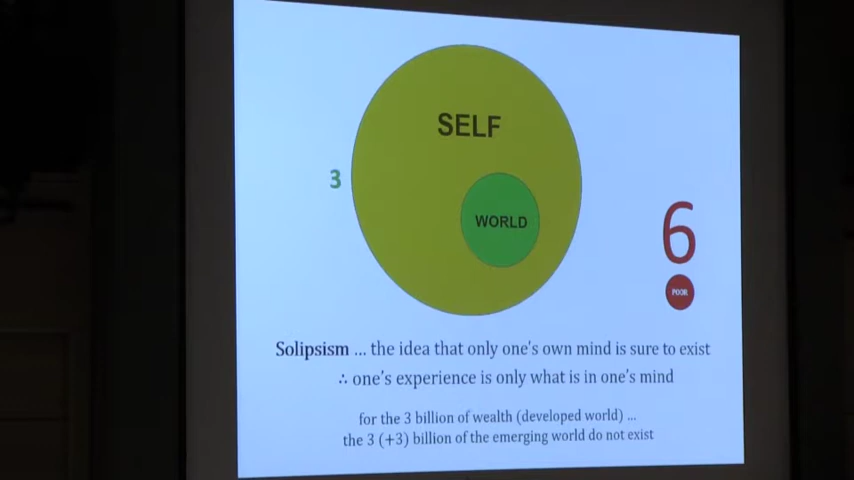 SELF
3
WORLD
6
POOR
Solipsism ... the idea that only one's own mind is sure to exist
∴ one's experience is only what is in one's mind
for the 3 billion of wealth (developed world) ...
the 3 (+3) billion of the emerging world do not exist